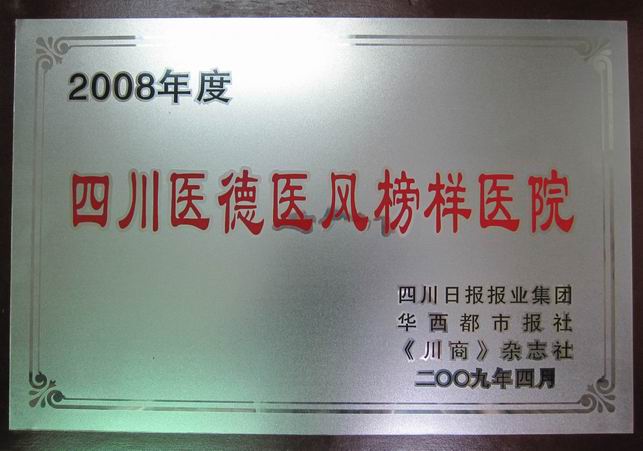 2008年度
四川医德医风榜样医院
四川日报报业集团
华西都市报社
《川商》杂志社
二〇〇九年四月